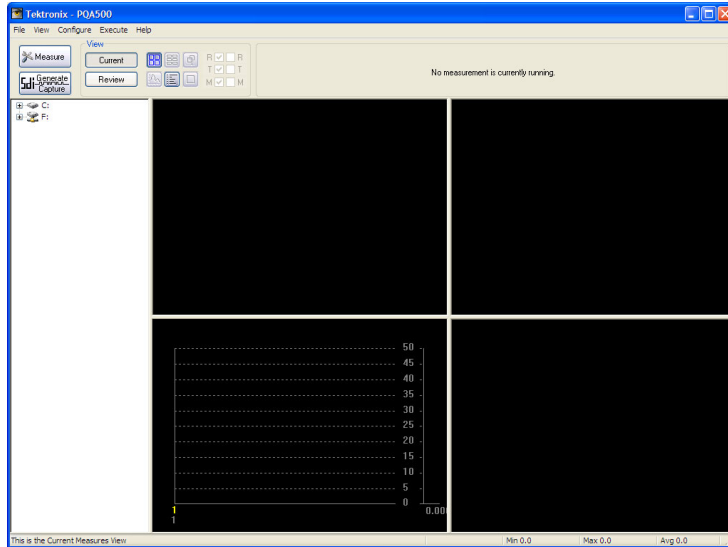 Tektronix - PQA500
File View Configure Execute Help
View
Measure
Current
R R
T T
Sdi Generate Capture
Review
M M
No measurement is currently running.
C:
F:
50
45
40
35
30
25
20
15
10
5
0
1
0.00
1
This is the Current Measures View
Min 0.0
Max 0.0
Avg 0.0